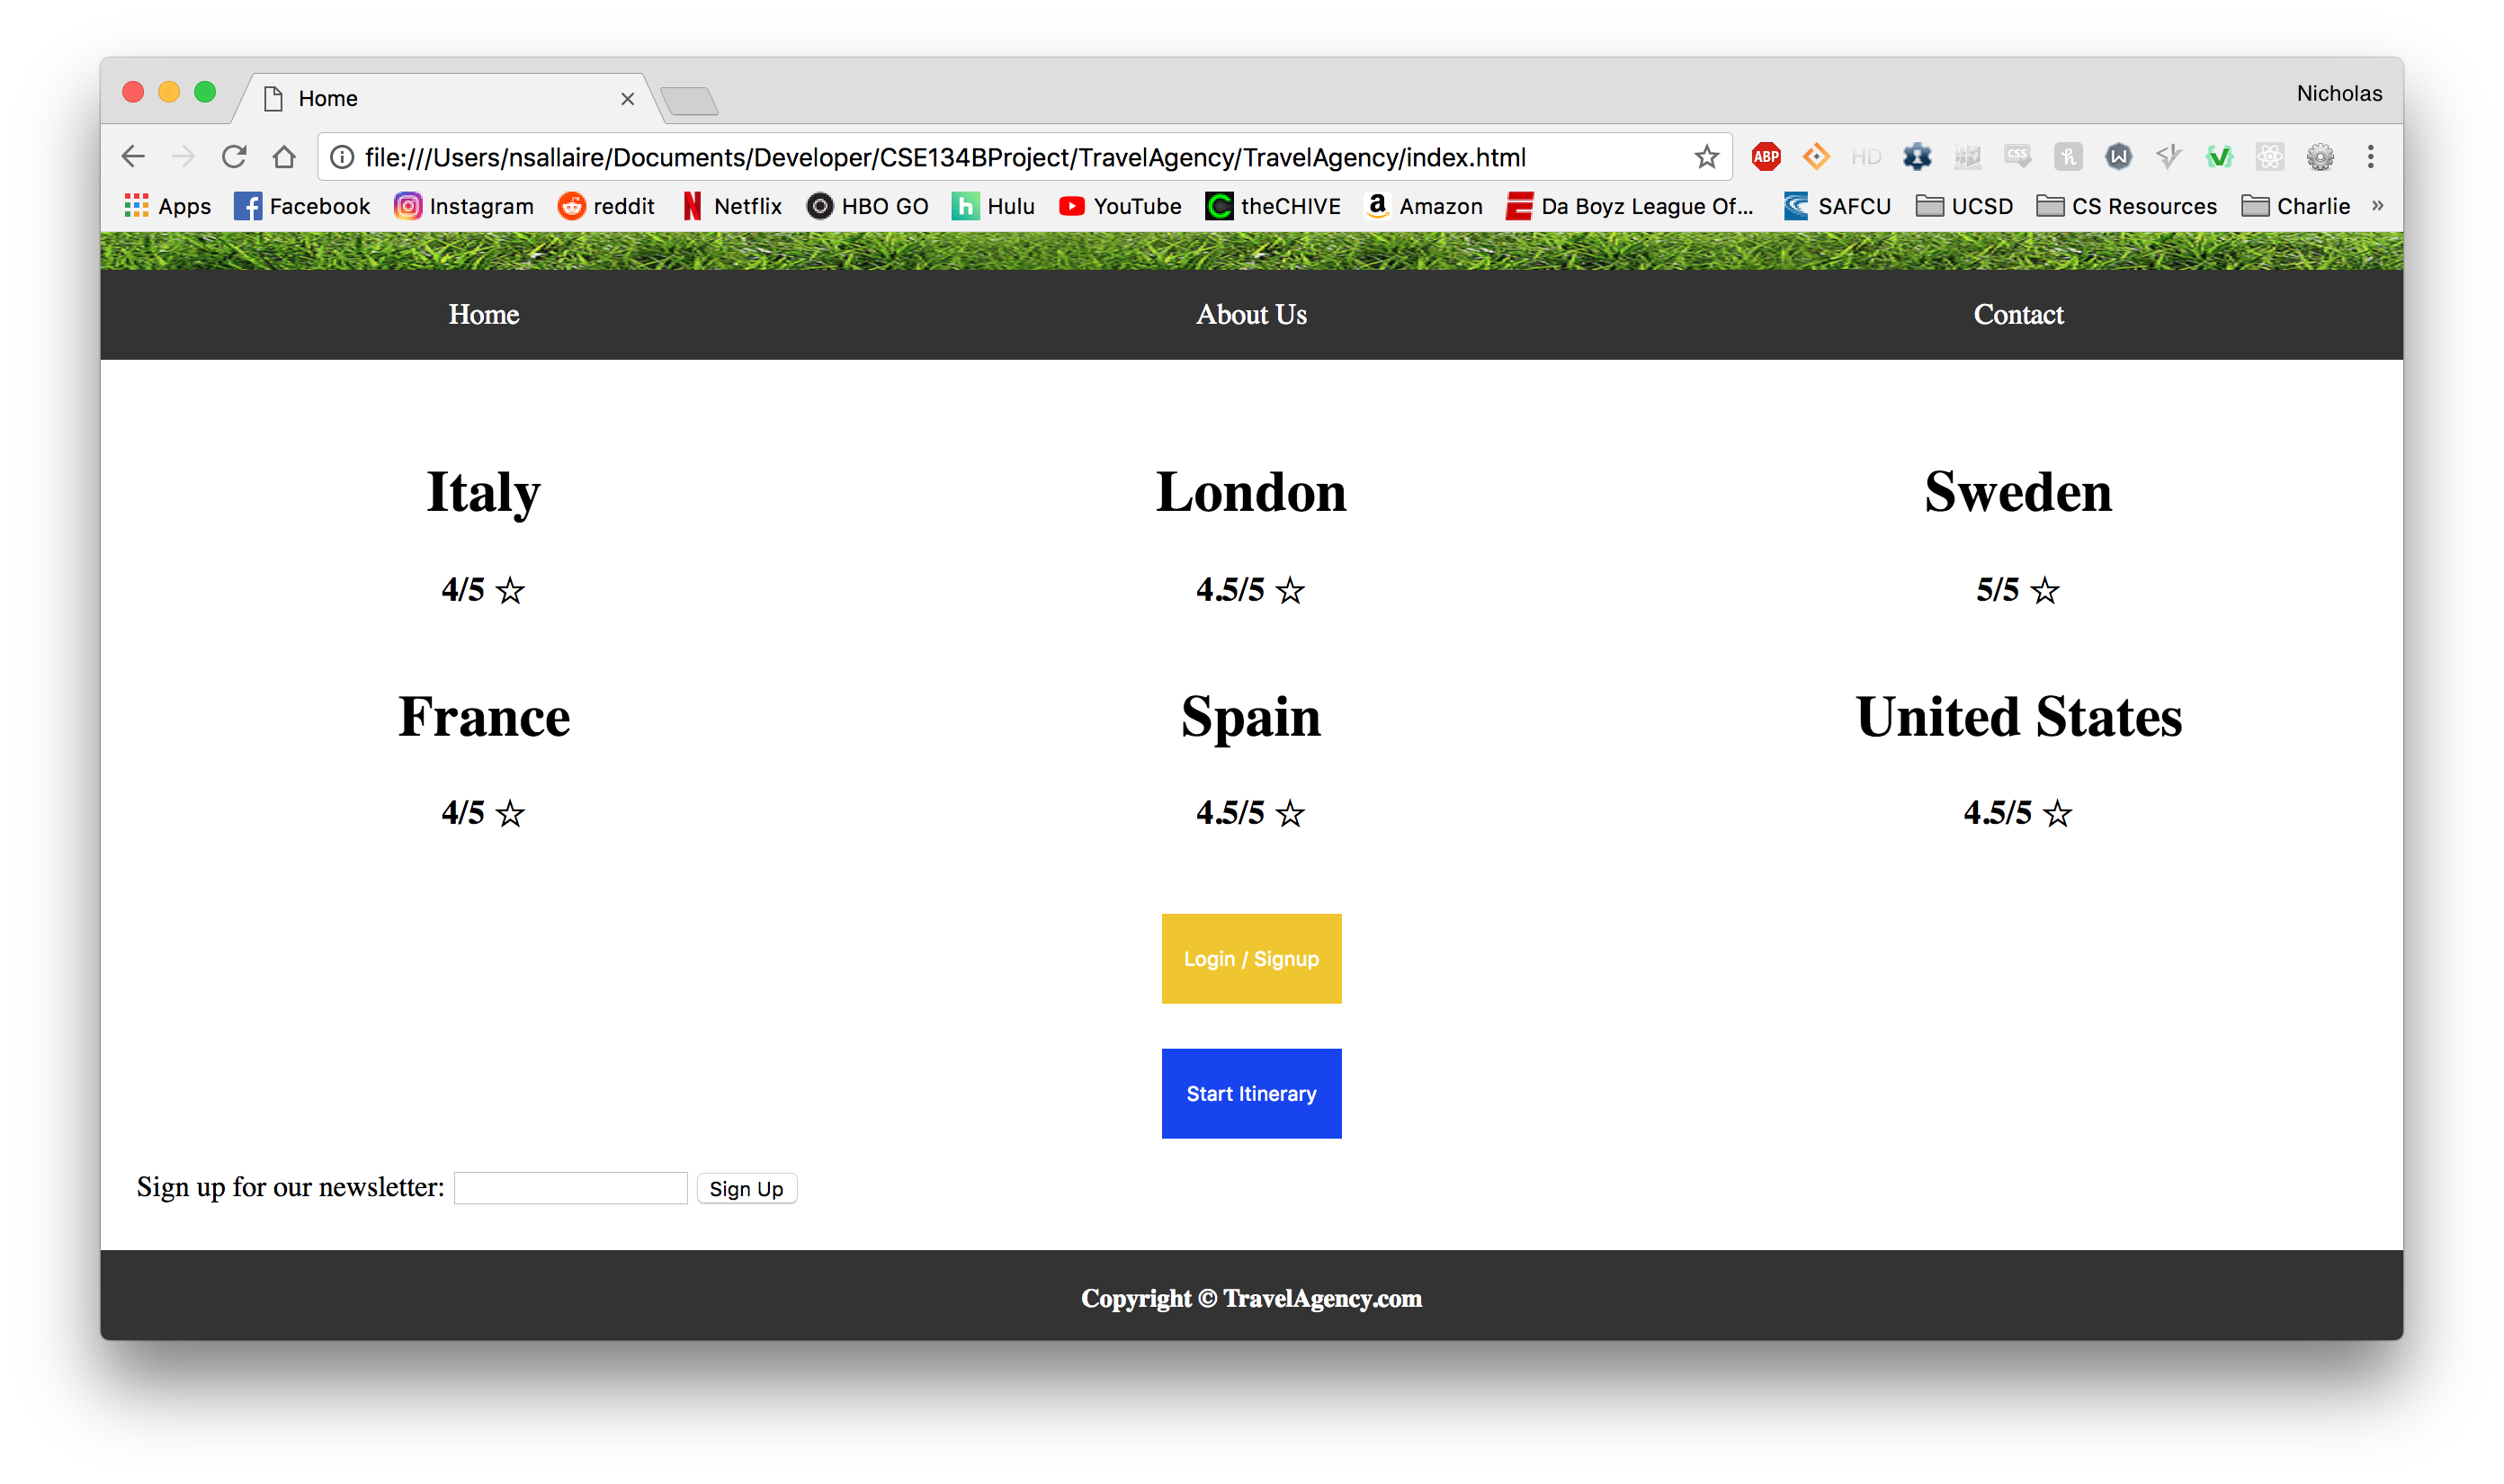 Home
Nicholas
file:///Users/nsallaire/Documents/Developer/CSE134BProject/TravelAgency/TravelAgency/index.html
ABP HD CSS h W
Apps Facebook Instagram reddit Netflix HBO GO Hulu YouTube theCHIVE Amazon Da Boyz League Of... SAFCU UCSD CS Resources Charlie »
Home About Us Contact
Italy London Sweden
4/5 ☆ 4.5/5 ☆ 5/5 ☆
France Spain United States
4/5 ☆ 4.5/5 ☆ 4.5/5 ☆
Login / Signup
Start Itinerary
Sign up for our newsletter: Sign Up
Copyright © TravelAgency.com